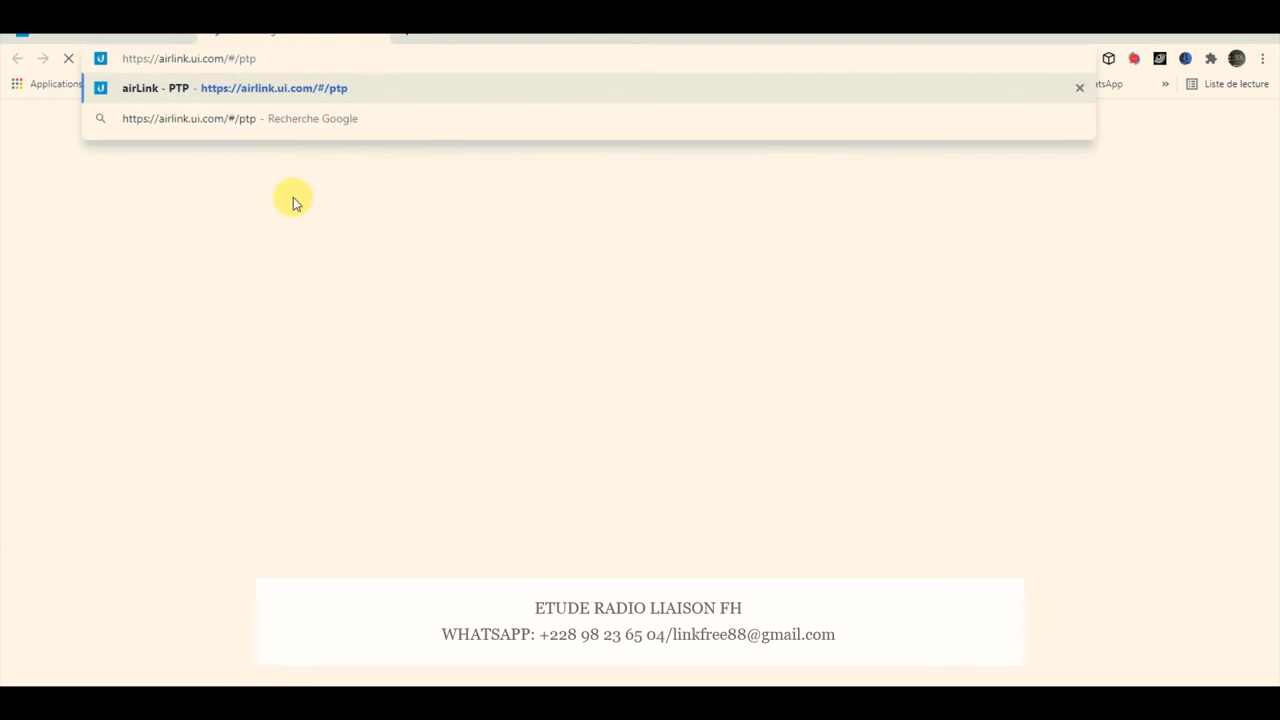 https://airlink.ui.com/#/ptp
airLink - PTP - https://airlink.ui.com/#/ptp
Applications
atsApp
»
Liste de lecture
https://airlink.ui.com/#/ptp - Recherche Google
ETUDE RADIO LIAISON FH
WHATSAPP: +228 98 23 65 04/linkfree88@gmail.com